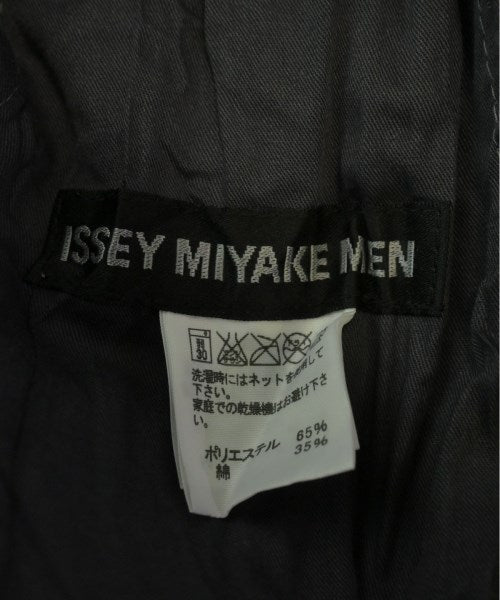 ISSEY MIYAKE MEN
弱
30
洗濯時にはネットを使用して
下さい。
家庭での乾燥機はお避け下さ
い。
ポリエステル 65%
綿 35%